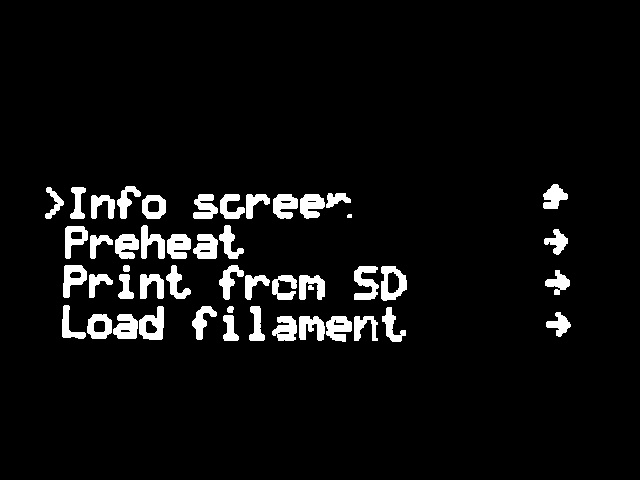 >Info screen ↑
Preheat →
Print from SD →
Load filament →